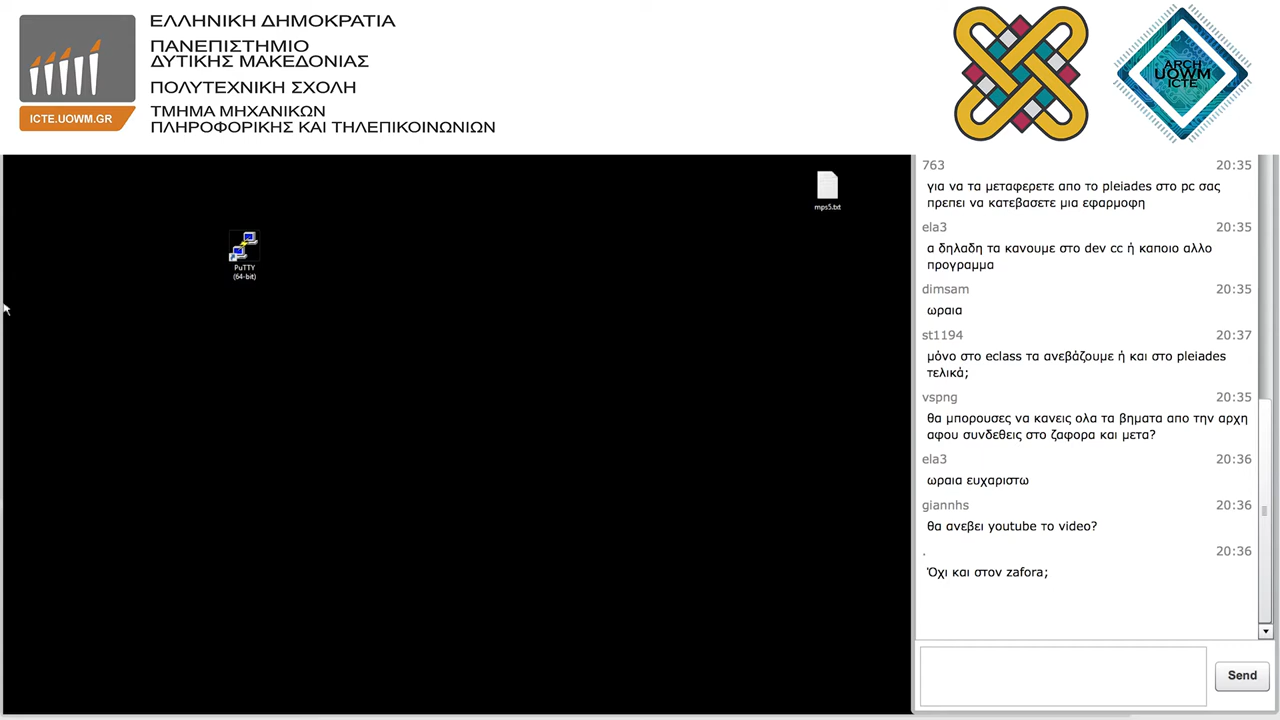 ΕΛΛΗΝΙΚΗ ΔΗΜΟΚΡΑΤΙΑ
ΠΑΝΕΠΙΣΤΗΜΙΟ
ΔΥΤΙΚΗΣ ΜΑΚΕΔΟΝΙΑΣ
ΠΟΛΥΤΕΧΝΙΚΗ ΣΧΟΛΗ
ΤΜΗΜΑ ΜΗΧΑΝΙΚΩΝ
ΠΛΗΡΟΦΟΡΙΚΗΣ ΚΑΙ ΤΗΛΕΠΙΚΟΙΝΩΝΙΩΝ
ICTE.UOWM.GR
ARCH
UOWM
ICTE
mps5.txt
PuTTY
(64-bit)
763 20:35
για να τα μεταφερετε απο το pleiades στο pc σας
πρεπει να κατεβασετε μια εφαρμοφη
ela3 20:35
α δηλαδη τα κανουμε στο dev cc ή καποιο αλλο
προγραμμα
dimsam 20:35
ωραια
st1194 20:37
μόνο στο eclass τα ανεβάζουμε ή και στο pleiades
τελικά;
vspng 20:35
θα μπορουσες να κανεις ολα τα βηματα απο την αρχη
αφου συνδεθεις στο ζαφορα και μετα?
ela3 20:36
ωραια ευχαριστω
giannhs 20:36
θα ανεβει youtube το video?
. 20:36
Όχι και στον zafora;
Send